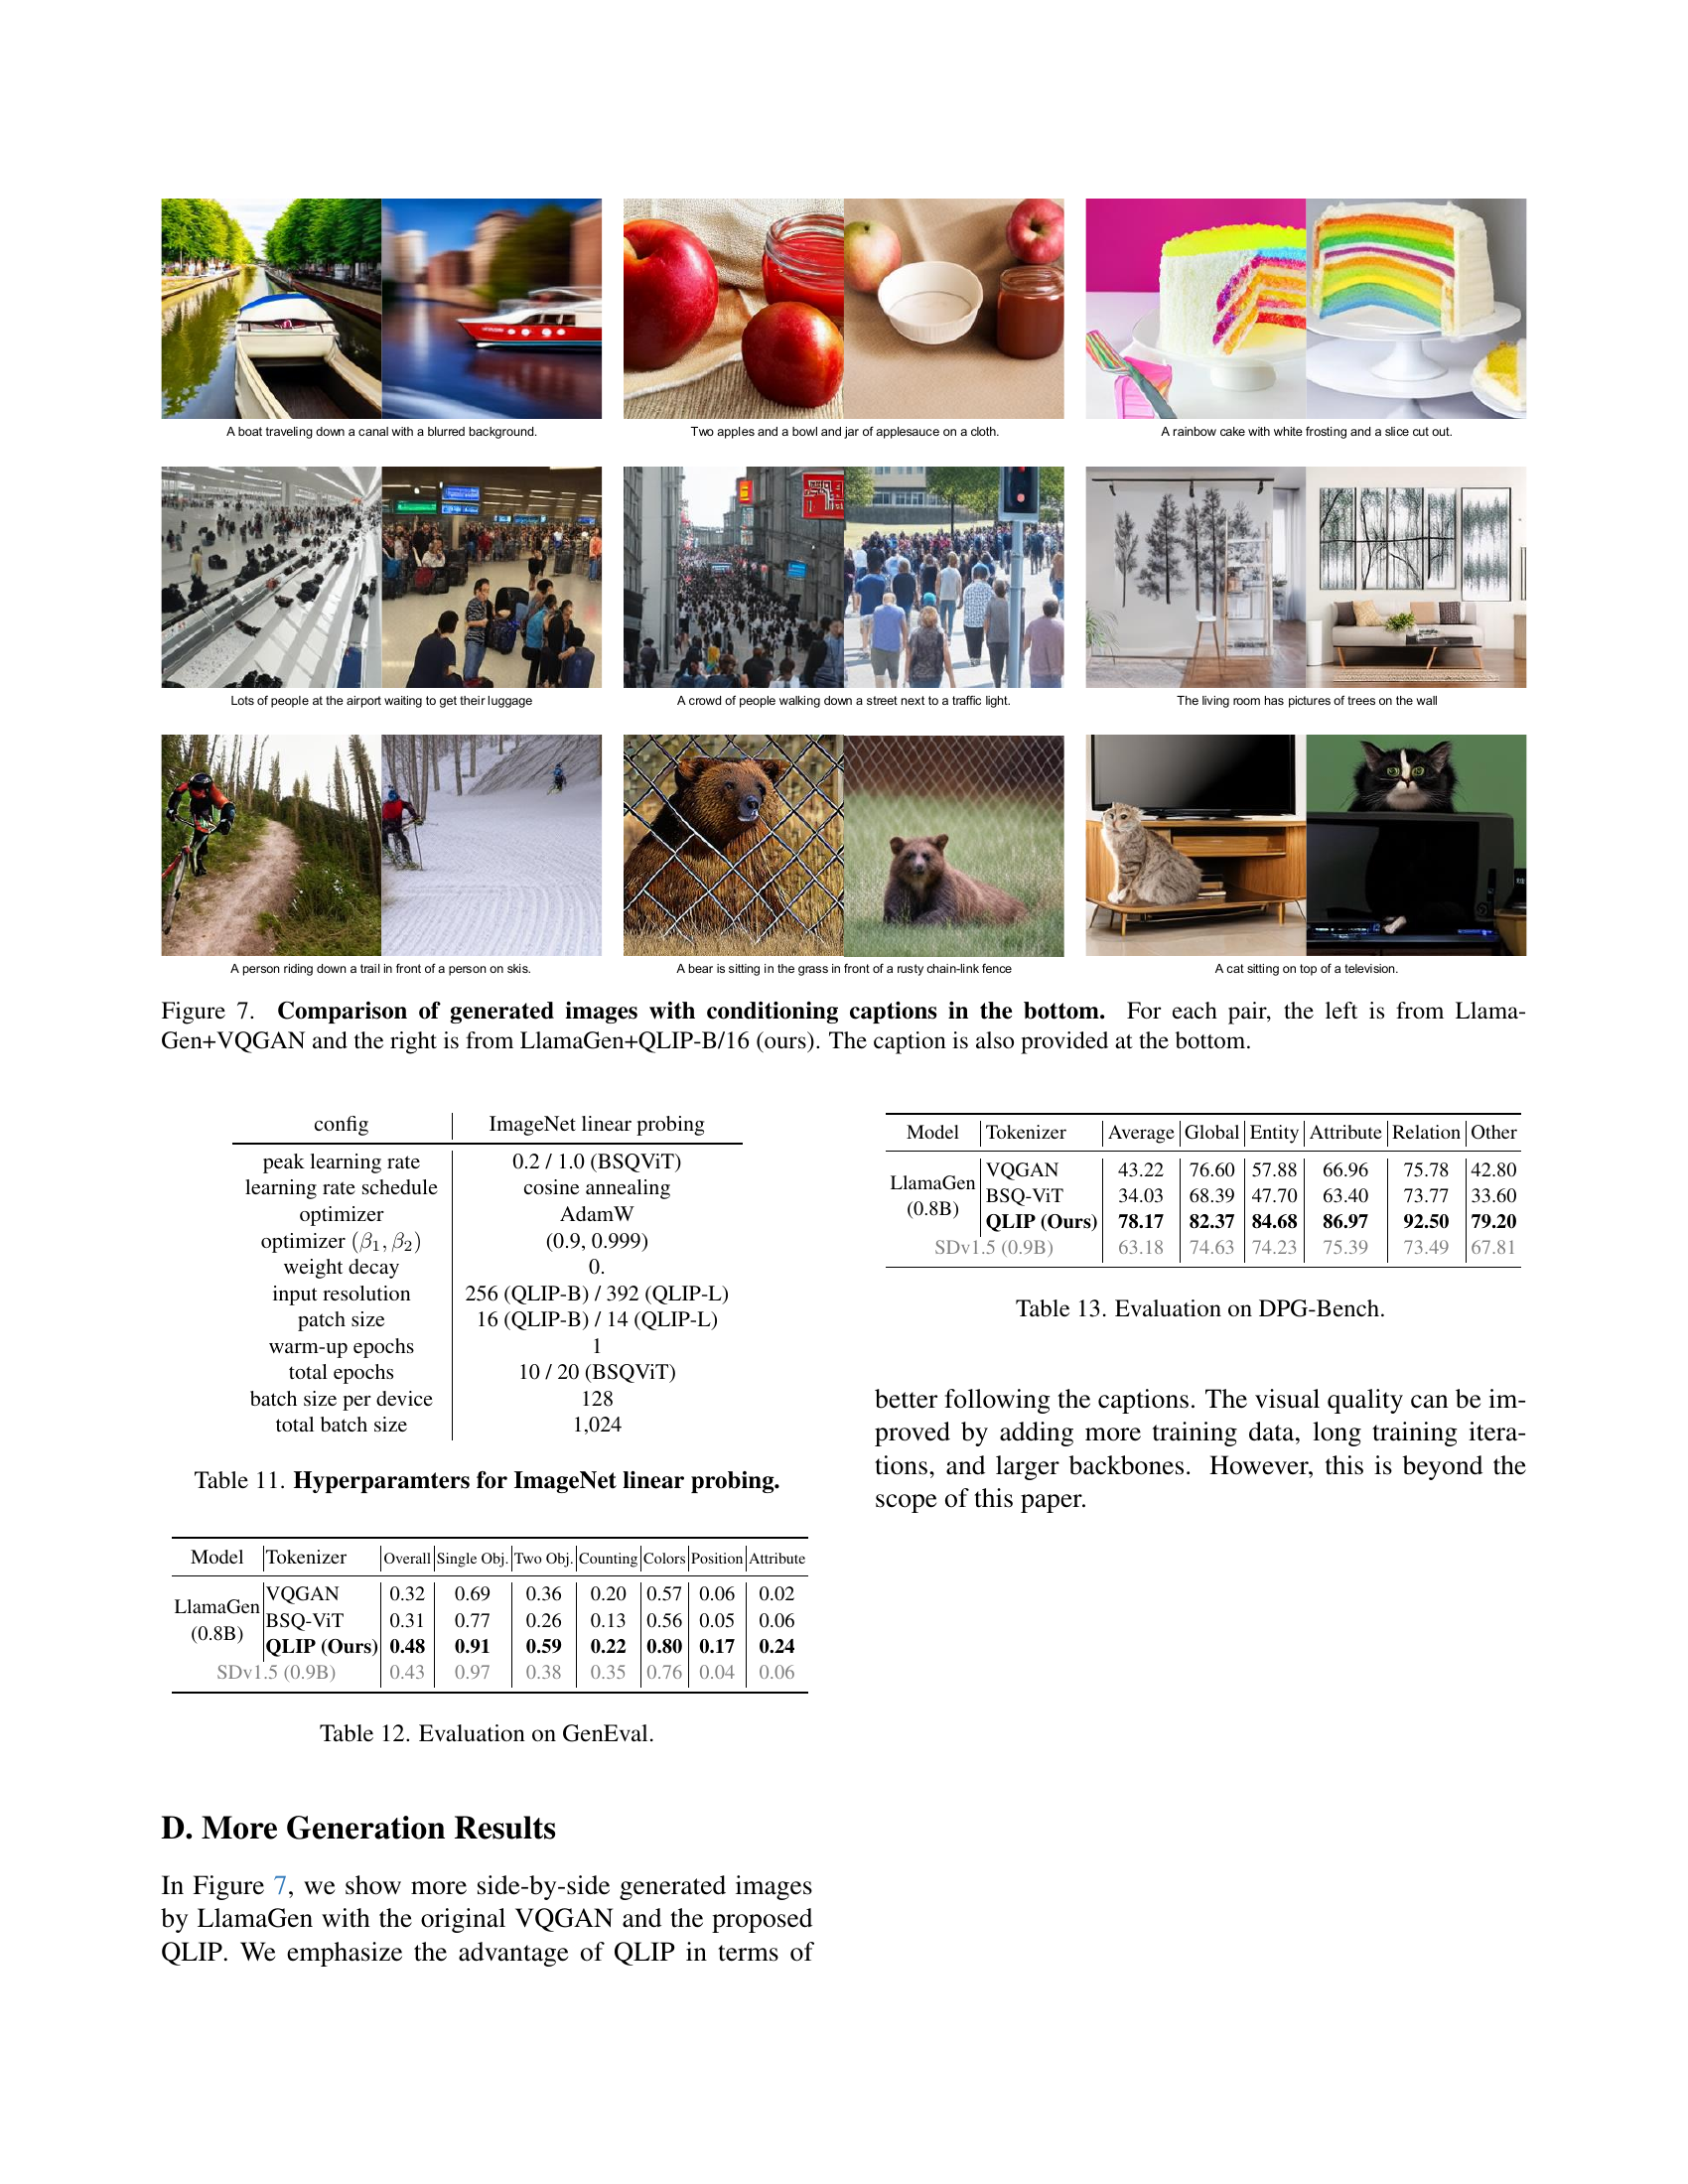 A boat traveling down a canal with a blurred background.
Two apples and a bowl and jar of applesauce on a cloth.
A rainbow cake with white frosting and a slice cut out.
Lots of people at the airport waiting to get their luggage
A crowd of people walking down a street next to a traffic light.
The living room has pictures of trees on the wall
A person riding down a trail in front of a person on skis.
A bear is sitting in the grass in front of a rusty chain-link fence
A cat sitting on top of a television.
Figure 7. Comparison of generated images with conditioning captions in the bottom. For each pair, the left is from Llama-
Gen+VQGAN and the right is from LlamaGen+QLIP-B/16 (ours). The caption is also provided at the bottom.
config ImageNet linear probing
peak learning rate 0.2 / 1.0 (BSQViT)
learning rate schedule cosine annealing
optimizer AdamW
optimizer (β1, β2) (0.9, 0.999)
weight decay 0.
input resolution 256 (QLIP-B) / 392 (QLIP-L)
patch size 16 (QLIP-B) / 14 (QLIP-L)
warm-up epochs 1
total epochs 10 / 20 (BSQViT)
batch size per device 128
total batch size 1,024
Table 11. Hyperparamters for ImageNet linear probing.
Model Tokenizer Overall Single Obj. Two Obj. Counting Colors Position Attribute
LlamaGen (0.8B) VQGAN 0.32 0.69 0.36 0.20 0.57 0.06 0.02
BSQ-ViT 0.31 0.77 0.26 0.13 0.56 0.05 0.06
QLIP (Ours) 0.48 0.91 0.59 0.22 0.80 0.17 0.24
SDv1.5 (0.9B) 0.43 0.97 0.38 0.35 0.76 0.04 0.06
Table 12. Evaluation on GenEval.
D. More Generation Results
In Figure 7, we show more side-by-side generated images
by LlamaGen with the original VQGAN and the proposed
QLIP. We emphasize the advantage of QLIP in terms of
Model Tokenizer Average Global Entity Attribute Relation Other
LlamaGen (0.8B) VQGAN 43.22 76.60 57.88 66.96 75.78 42.80
BSQ-ViT 34.03 68.39 47.70 63.40 73.77 33.60
QLIP (Ours) 78.17 82.37 84.68 86.97 92.50 79.20
SDv1.5 (0.9B) 63.18 74.63 74.23 75.39 73.49 67.81
Table 13. Evaluation on DPG-Bench.
better following the captions. The visual quality can be im-
proved by adding more training data, long training itera-
tions, and larger backbones. However, this is beyond the
scope of this paper.